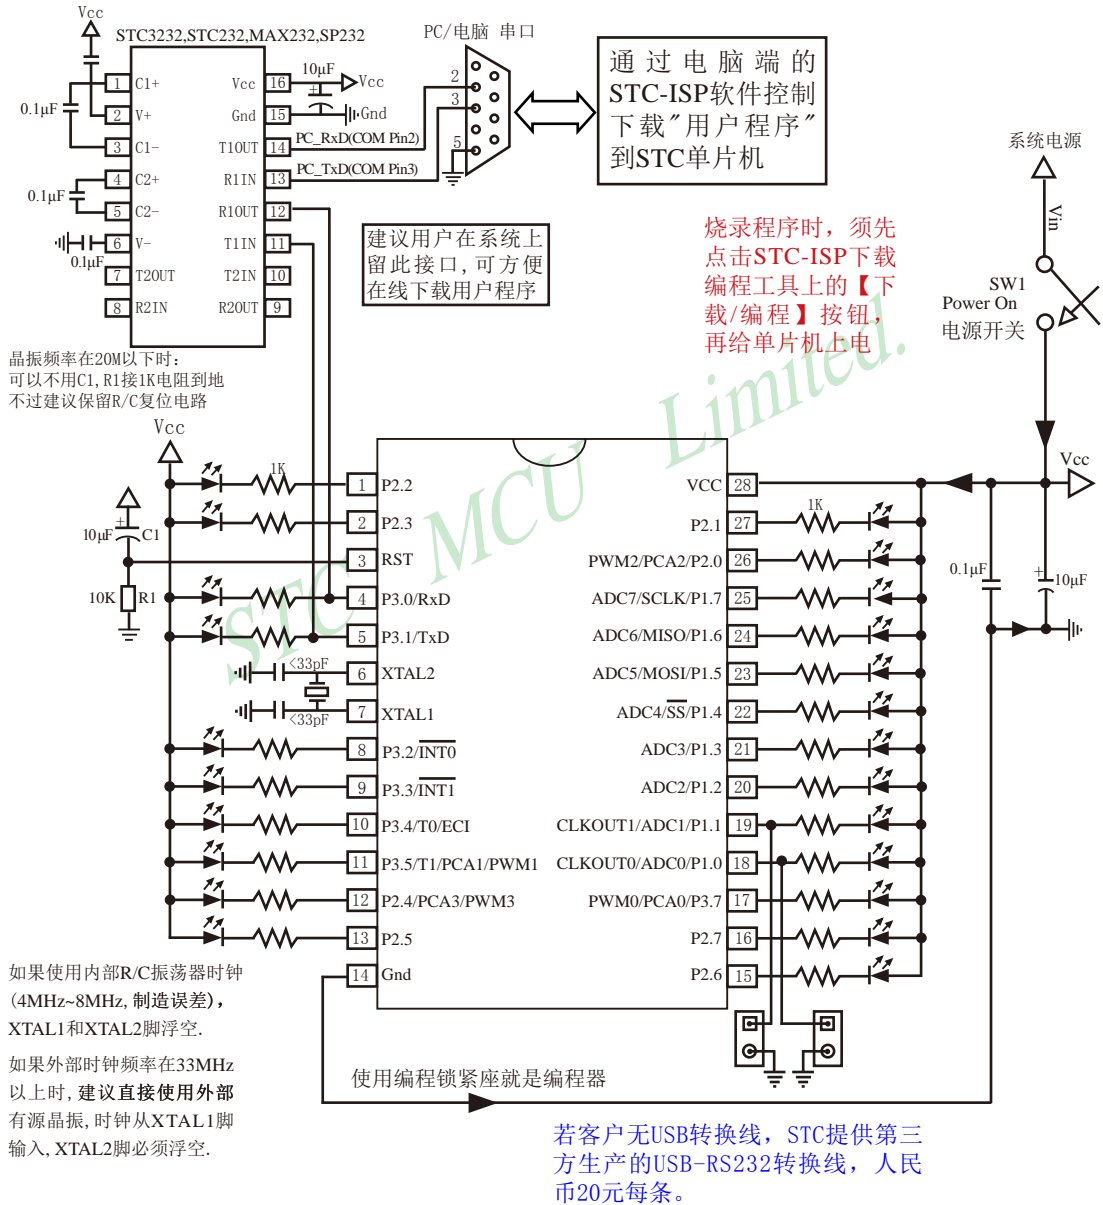 Vcc
STC3232,STC232,MAX232,SP232
PC/电脑 串口
1 C1+
2 V+
3 C1-
4 C2+
5 C2-
6 V-
7 T2OUT
8 R2IN
Vcc 16
Gnd 15
T1OUT 14
R1IN 13
R1OUT 12
T1IN 11
T2IN 10
R2OUT 9
0.1µF
0.1µF
0.1µF
10µF
+
Vcc
Gnd
PC_RxD(COM Pin2)
PC_TxD(COM Pin3)
2
3
5
通过电脑端的
STC-ISP软件控制
下载"用户程序"
到STC单片机
系统电源
Vin
SW1
Power On
电源开关
建议用户在系统上
留此接口,可方便
在线下载用户程序
烧录程序时，须先
点击STC-ISP下载
编程工具上的【下
载/编程】按钮，
再给单片机上电
晶振频率在20M以下时:
可以不用C1,R1接1K电阻到地
不过建议保留R/C复位电路
Vcc
1K
10µF
+
C1
10K
R1
<33pF
<33pF
1 P2.2
2 P2.3
3 RST
4 P3.0/RxD
5 P3.1/TxD
6 XTAL2
7 XTAL1
8 P3.2/INT0
9 P3.3/INT1
10 P3.4/T0/ECI
11 P3.5/T1/PCA1/PWM1
12 P2.4/PCA3/PWM3
13 P2.5
14 Gnd
VCC 28
P2.1 27
PWM2/PCA2/P2.0 26
ADC7/SCLK/P1.7 25
ADC6/MISO/P1.6 24
ADC5/MOSI/P1.5 23
ADC4/SS/P1.4 22
ADC3/P1.3 21
ADC2/P1.2 20
CLKOUT1/ADC1/P1.1 19
CLKOUT0/ADC0/P1.0 18
PWM0/PCA0/P3.7 17
P2.7 16
P2.6 15
1K
Vcc
0.1µF
+
10µF
STC MCU Limited.
如果使用内部R/C振荡器时钟
(4MHz~8MHz,制造误差),
XTAL1和XTAL2脚浮空.
如果外部时钟频率在33MHz
以上时,建议直接使用外部
有源晶振,时钟从XTAL1脚
输入,XTAL2脚必须浮空.
使用编程锁紧座就是编程器
若客户无USB转换线，STC提供第三
方生产的USB-RS232转换线，人民
币20元每条。